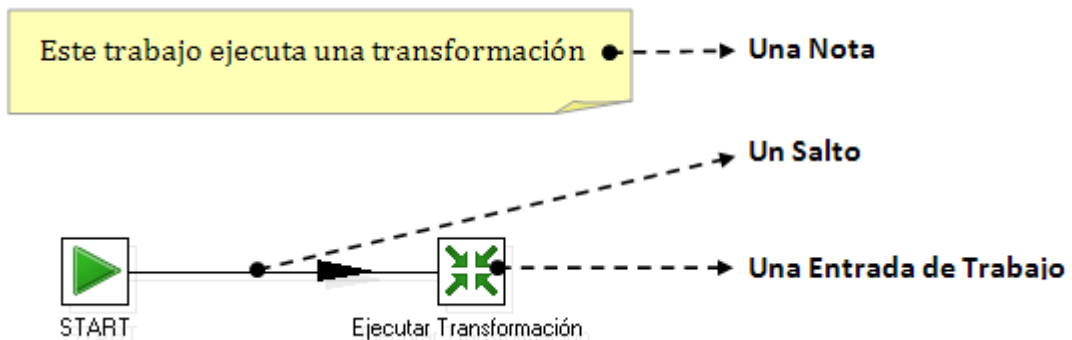 Este trabajo ejecuta una transformación
Una Nota
Un Salto
Una Entrada de Trabajo
START
Ejecutar Transformación